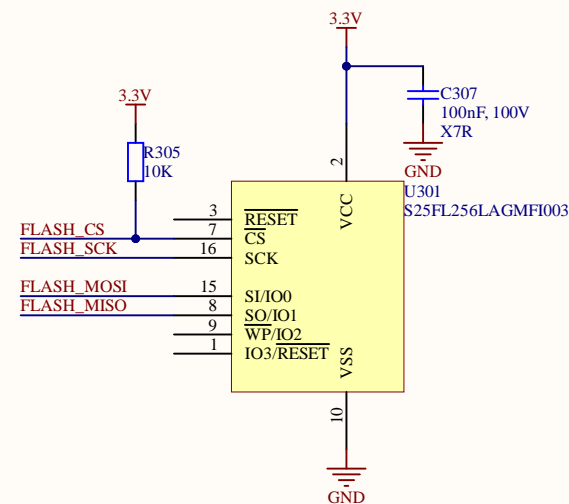 3.3V
C307
100nF, 100V
X7R
GND
3.3V
R305
10K
2
VCC
U301
S25FL256LAGMFI003
3
RESET
FLASH_CS
7
CS
FLASH_SCK
16
SCK
FLASH_MOSI
15
SI/IO0
FLASH_MISO
8
SO/IO1
9
WP/IO2
1
IO3/RESET
VSS
10
GND